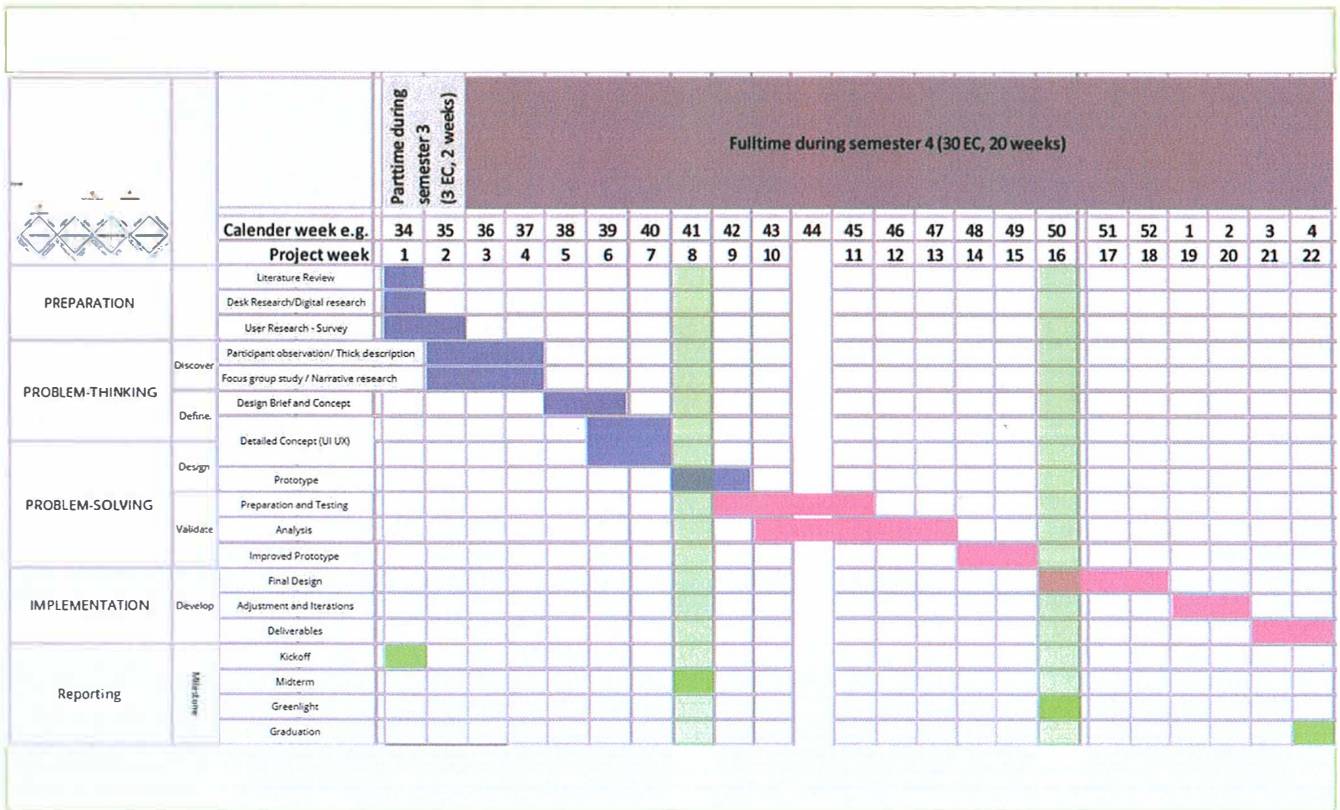 Parttime during
semester 3
(3 EC, 2 weeks)
Fulltime during semester 4 (30 EC, 20 weeks)
Calender week e.g. 34 35 36 37 38 39 40 41 42 43 44 45 46 47 48 49 50 51 52 1 2 3 4
Project week 1 2 3 4 5 6 7 8 9 10 11 12 13 14 15 16 17 18 19 20 21 22
PREPARATION
Literature Review
Desk Research/Digital research
User Research - Survey
PROBLEM-THINKING
Discover
Participant observation/ Thick description
Focus group study / Narrative research
Define
Design Brief and Concept
Detailed Concept (UI UX)
PROBLEM-SOLVING
Design
Prototype
Validate
Preparation and Testing
Analysis
Improved Prototype
IMPLEMENTATION
Develop
Final Design
Adjustment and Iterations
Deliverables
Reporting
Milestone
Kickoff
Midterm
Greenlight
Graduation